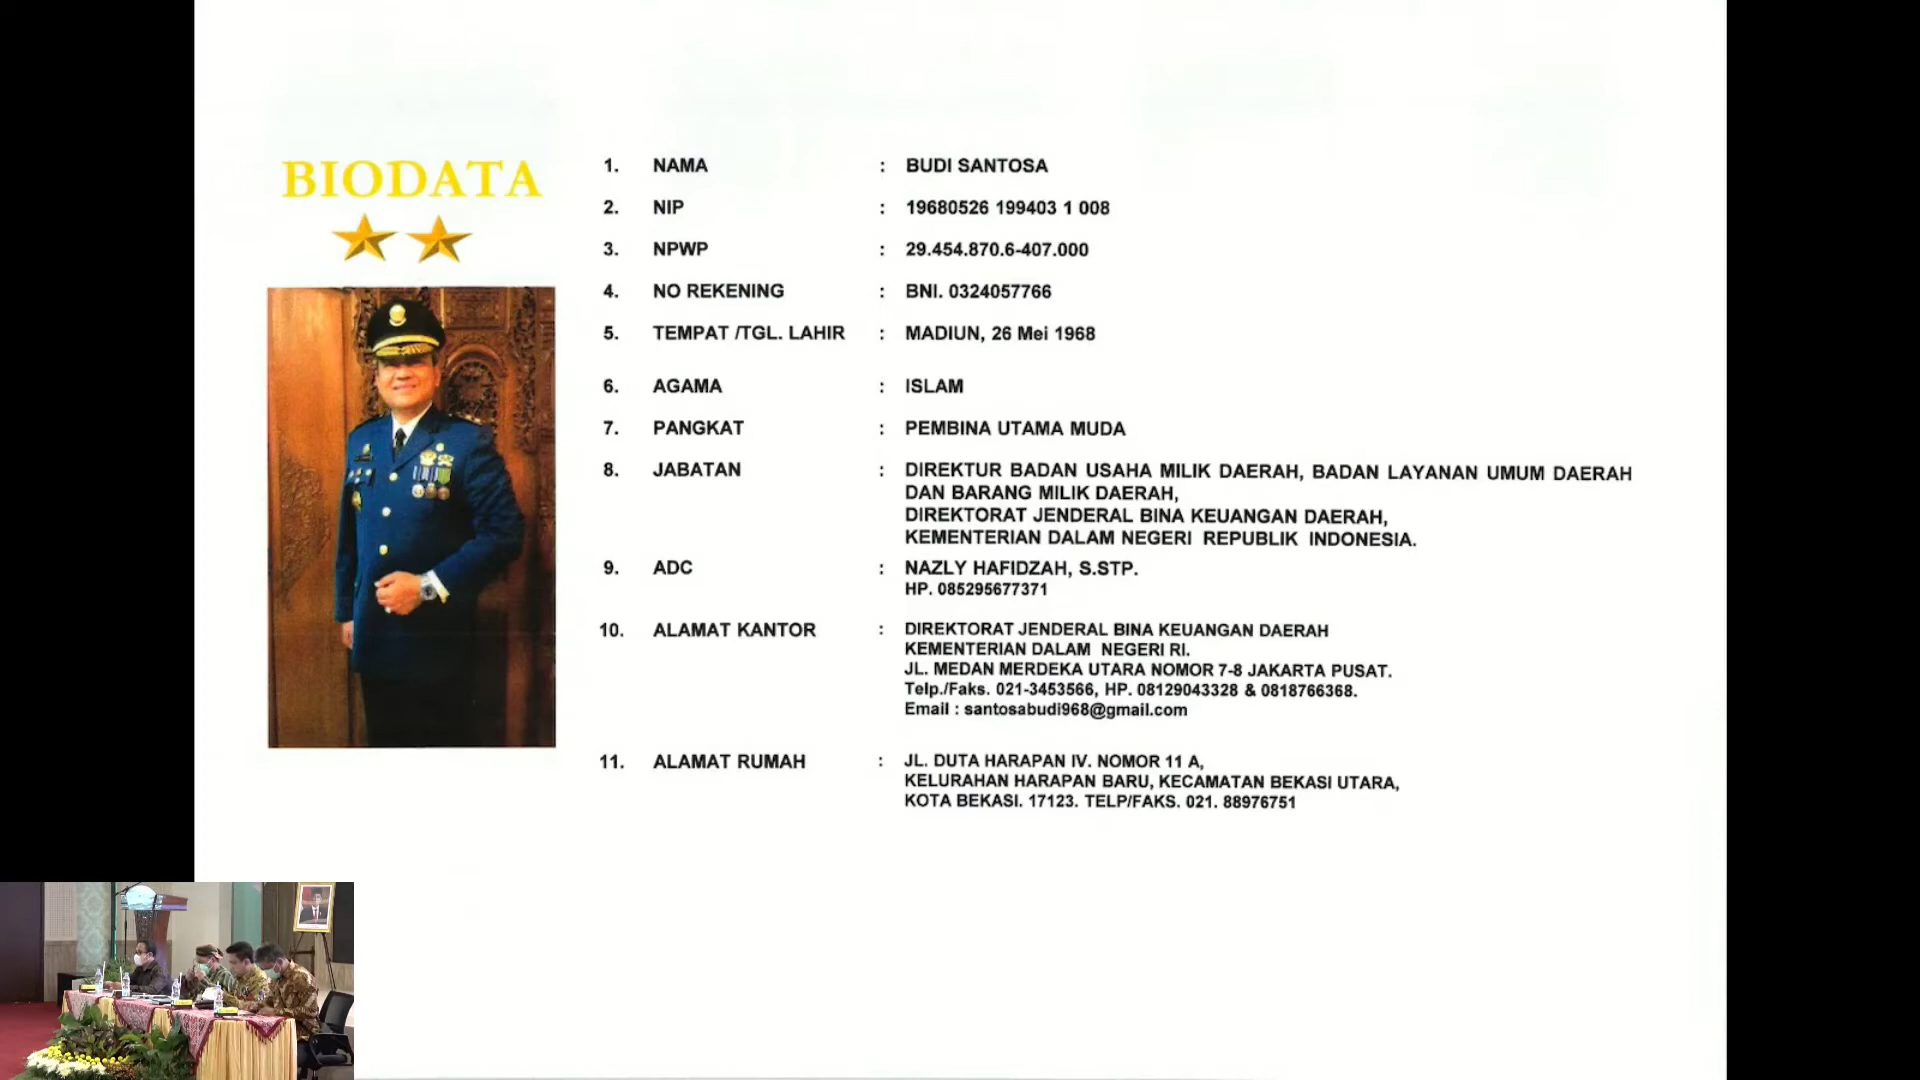 BIODATA
1. NAMA : BUDI SANTOSA
2. NIP : 19680526 199403 1 008
3. NPWP : 29.454.870.6-407.000
4. NO REKENING : BNI. 0324057766
5. TEMPAT /TGL. LAHIR : MADIUN, 26 Mei 1968
6. AGAMA : ISLAM
7. PANGKAT : PEMBINA UTAMA MUDA
8. JABATAN : DIREKTUR BADAN USAHA MILIK DAERAH, BADAN LAYANAN UMUM DAERAH
DAN BARANG MILIK DAERAH,
DIREKTORAT JENDERAL BINA KEUANGAN DAERAH,
KEMENTERIAN DALAM NEGERI REPUBLIK INDONESIA.
9. ADC : NAZLY HAFIDZAH, S.STP.
HP. 085295677371
10. ALAMAT KANTOR : DIREKTORAT JENDERAL BINA KEUANGAN DAERAH
KEMENTERIAN DALAM NEGERI RI.
JL. MEDAN MERDEKA UTARA NOMOR 7-8 JAKARTA PUSAT.
Telp./Faks. 021-3453566, HP. 08129043328 & 0818766368.
Email : santosabudi968@gmail.com
11. ALAMAT RUMAH : JL. DUTA HARAPAN IV. NOMOR 11 A,
KELURAHAN HARAPAN BARU, KECAMATAN BEKASI UTARA,
KOTA BEKASI. 17123. TELP/FAKS. 021. 88976751